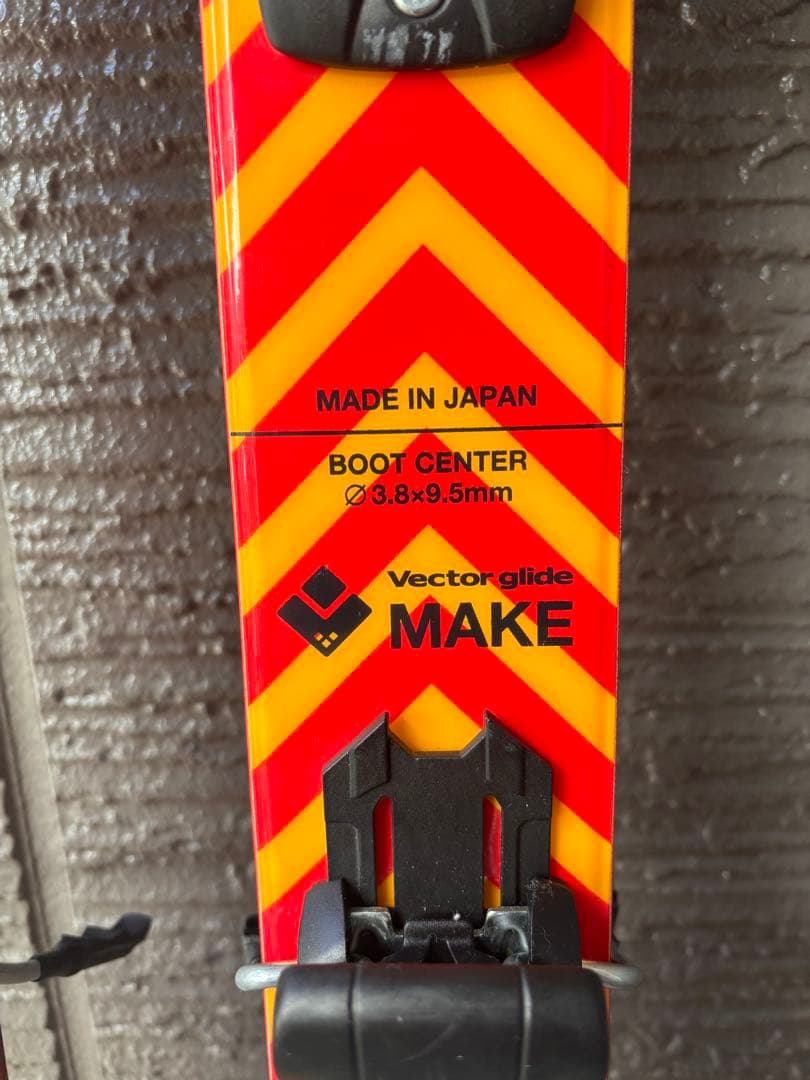 MADE IN JAPAN
BOOT CENTER
∅3.8×9.5mm
Vector glide
MAKE